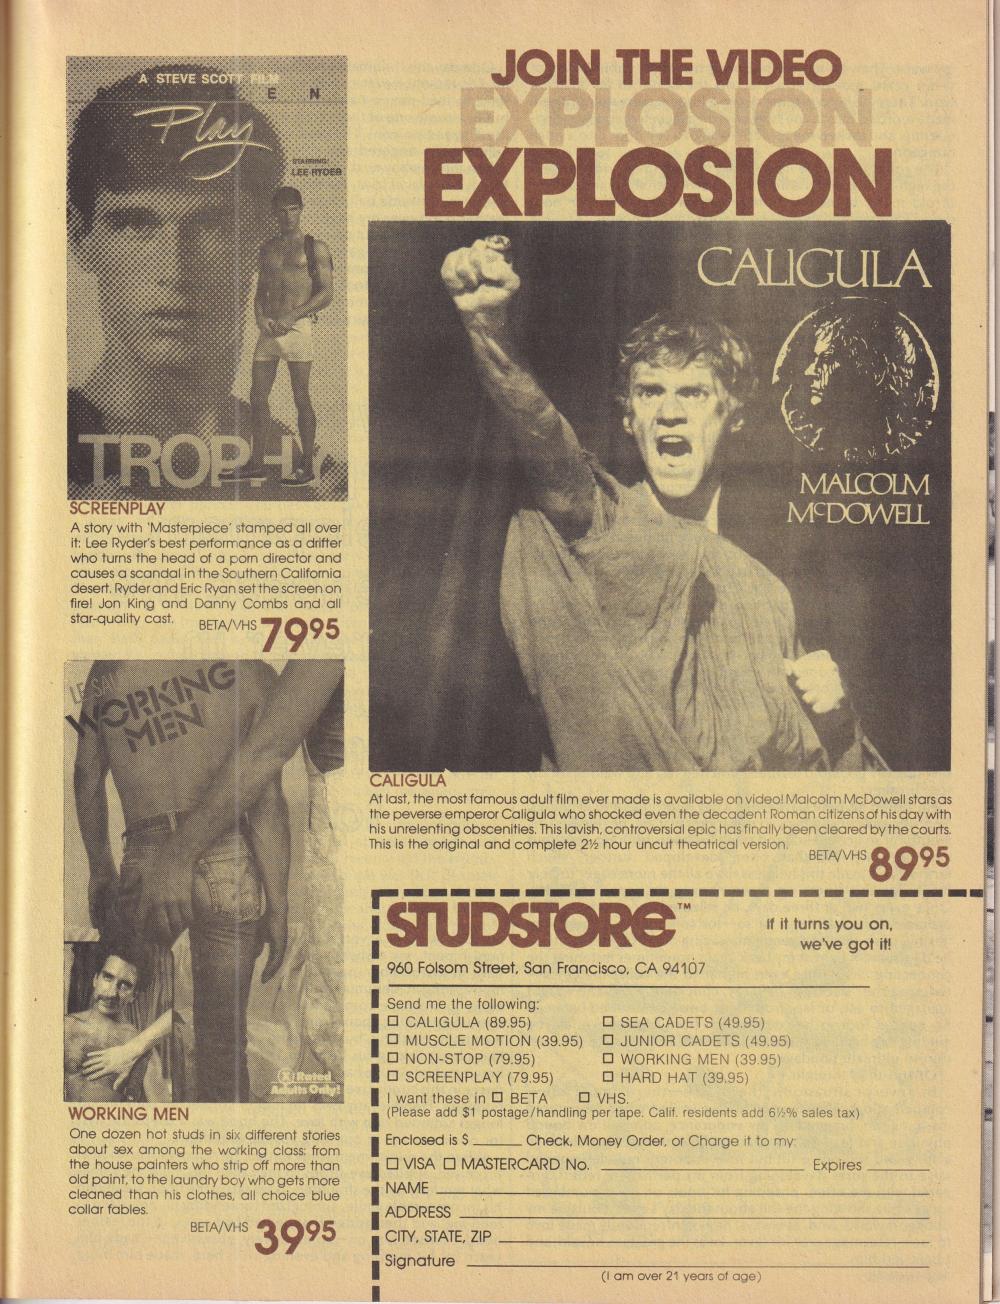 JOIN THE VIDEO
EXPLOSION
EXPLOSION
A STEVE SCOTT FILM
S E E N
Play
STARRING
LEE RYDER
TROPHY
SCREENPLAY
A story with 'Masterpiece' stamped all over
it: Lee Ryder's best performance as a drifter
who turns the head of a porn director and
causes a scandal in the Southern California
desert. Ryder and Eric Ryan set the screen on
fire! Jon King and Danny Combs and all
star-quality cast.
BETA/VHS 79 95
WORKING
MEN
X Rated
Adults Only!
WORKING MEN
One dozen hot studs in six different stories
about sex among the working class: from
the house painters who strip off more than
old paint, to the laundry boy who gets more
cleaned than his clothes, all choice blue
collar fables.
BETA/VHS 39 95
CALIGULA
MALCOLM
McDOWELL
CALIGULA
At last, the most famous adult film ever made is available on video! Malcolm McDowell stars as
the peverse emperor Caligula who shocked even the decadent Roman citizens of his day with
his unrelenting obscenities. This lavish, controversial epic has finally been cleared by the courts.
This is the original and complete 2½ hour uncut theatrical version.
BETA/VHS 89 95
STUDSTORE™
If it turns you on,
we've got it!
960 Folsom Street, San Francisco, CA 94107
Send me the following:
☐ CALIGULA (89.95)
☐ MUSCLE MOTION (39.95)
☐ NON-STOP (79.95)
☐ SCREENPLAY (79.95)
☐ SEA CADETS (49.95)
☐ JUNIOR CADETS (49.95)
☐ WORKING MEN (39.95)
☐ HARD HAT (39.95)
I want these in ☐ BETA ☐ VHS.
(Please add $1 postage/handling per tape. Calif. residents add 6½% sales tax)
Enclosed is $ ______ Check, Money Order, or Charge it to my:
☐ VISA ☐ MASTERCARD No. ______ Expires ______
NAME ______
ADDRESS ______
CITY, STATE, ZIP ______
Signature ______
(I am over 21 years of age)